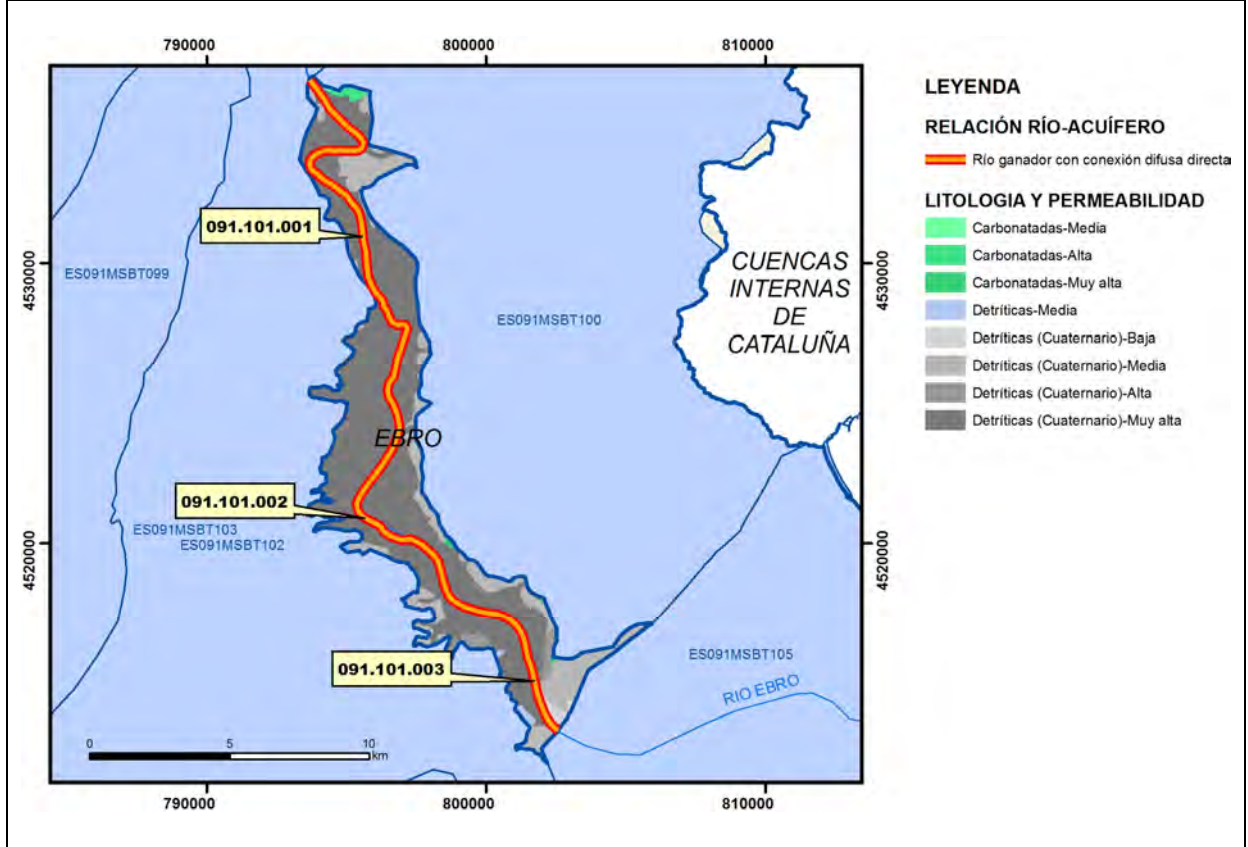 790000
800000
810000
4530000
4520000
091.101.001
091.101.002
091.101.003
ES091MSBT099
ES091MSBT100
ES091MSBT103
ES091MSBT102
ES091MSBT105
EBRO
CUENCAS
INTERNAS
DE
CATALUÑA
RIO EBRO
0
5
10
km
4530000
4520000
790000
800000
810000
LEYENDA
RELACIÓN RÍO-ACUÍFERO
Río ganador con conexión difusa directa
LITOLOGIA Y PERMEABILIDAD
Carbonatadas-Media
Carbonatadas-Alta
Carbonatadas-Muy alta
Detríticas-Media
Detríticas (Cuaternario)-Baja
Detríticas (Cuaternario)-Media
Detríticas (Cuaternario)-Alta
Detríticas (Cuaternario)-Muy alta